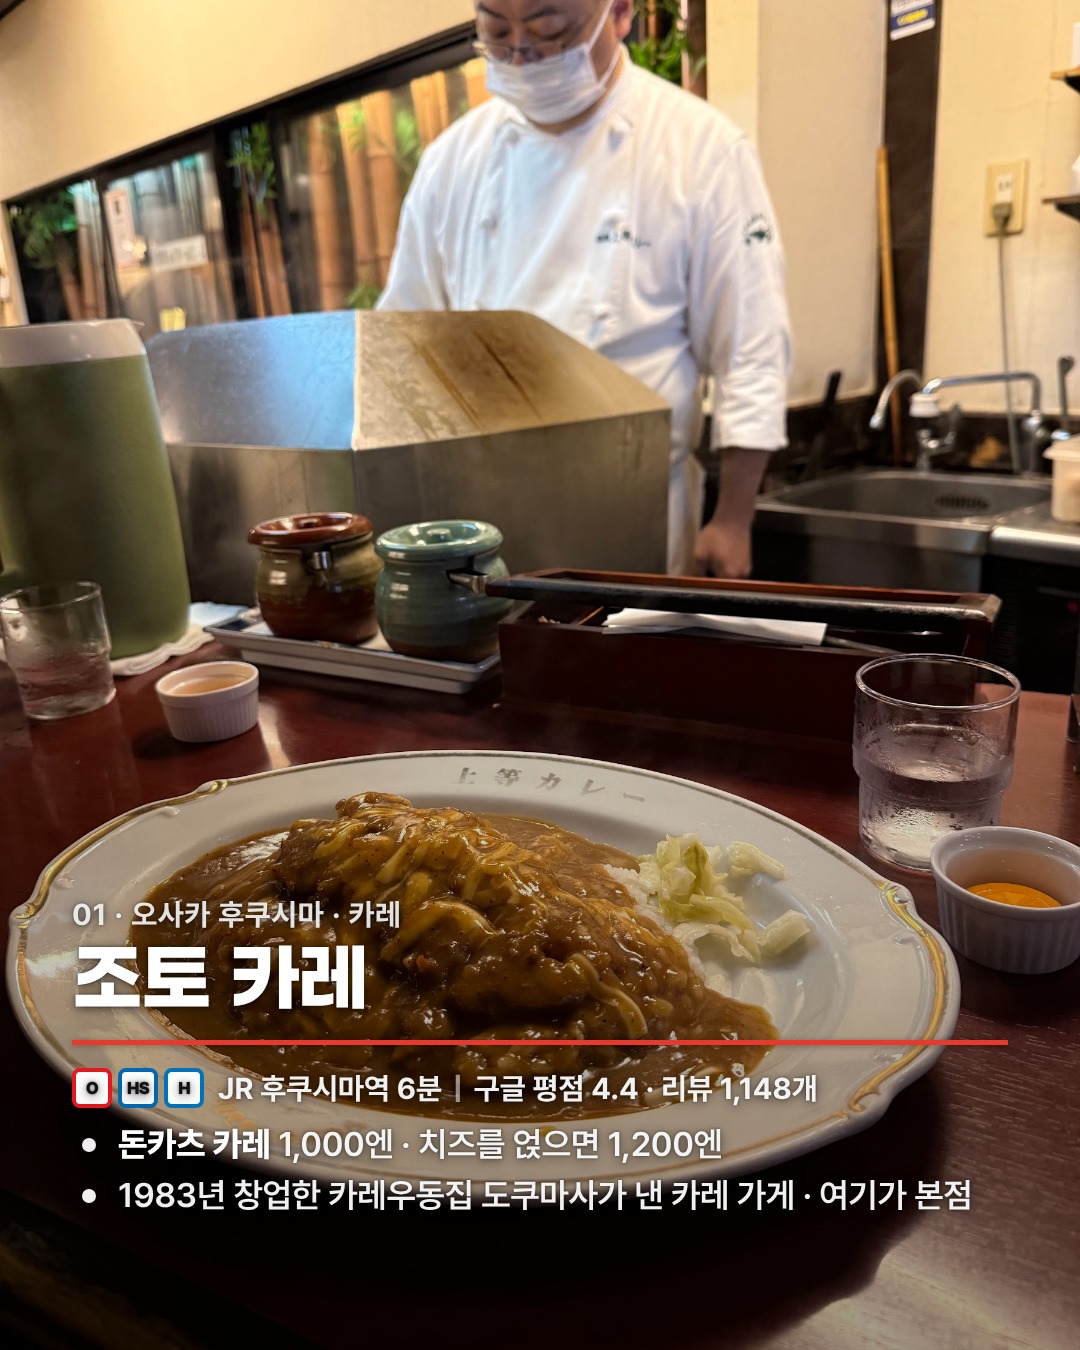 上等カレー
01 · 오사카 후쿠시마 · 카레
조토 카레
O HS H JR 후쿠시마역 6분 | 구글 평점 4.4 · 리뷰 1,148개
• 돈카츠 카레 1,000엔 · 치즈를 얹으면 1,200엔
• 1983년 창업한 카레우동집 도쿠마사가 낸 카레 가게 · 여기가 본점